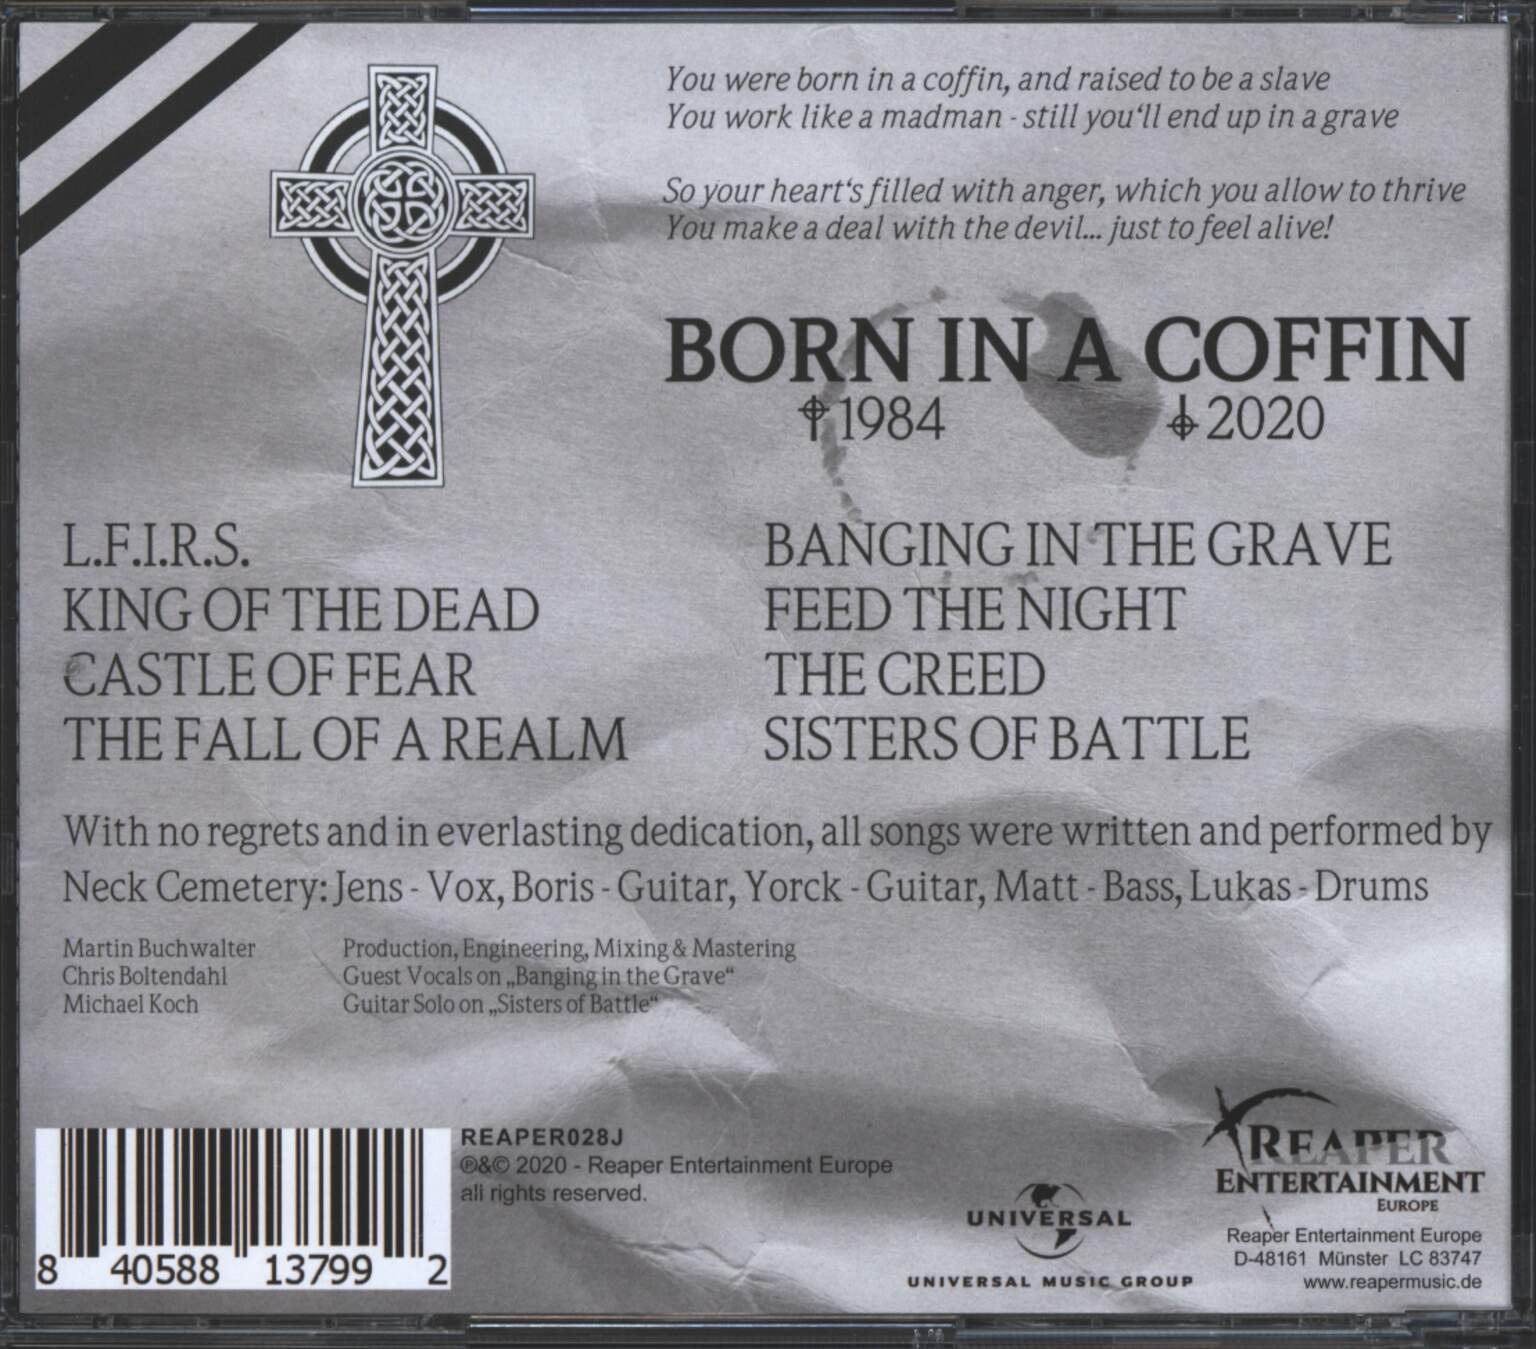 You were born in a coffin, and raised to be a slave
You work like a madman - still you‘ll end up in a grave
So your heart‘s filled with anger, which you allow to thrive
You make a deal with the devil... just to feel alive!
BORN IN A COFFIN
1984 2020
L.F.I.R.S.
KING OF THE DEAD
CASTLE OF FEAR
THE FALL OF A REALM
BANGING IN THE GRAVE
FEED THE NIGHT
THE CREED
SISTERS OF BATTLE
With no regrets and in everlasting dedication, all songs were written and performed by
Neck Cemetery: Jens - Vox, Boris - Guitar, Yorck - Guitar, Matt - Bass, Lukas - Drums
Martin Buchwalter Production, Engineering, Mixing & Mastering
Chris Boltendahl Guest Vocals on „Banging in the Grave“
Michael Koch Guitar Solo on „Sisters of Battle“
8 40588 13799 2
REAPER028J
℗&© 2020 - Reaper Entertainment Europe
all rights reserved.
UNIVERSAL
UNIVERSAL MUSIC GROUP
REAPER
ENTERTAINMENT
EUROPE
Reaper Entertainment Europe
D-48161 Münster LC 83747
www.reapermusic.de